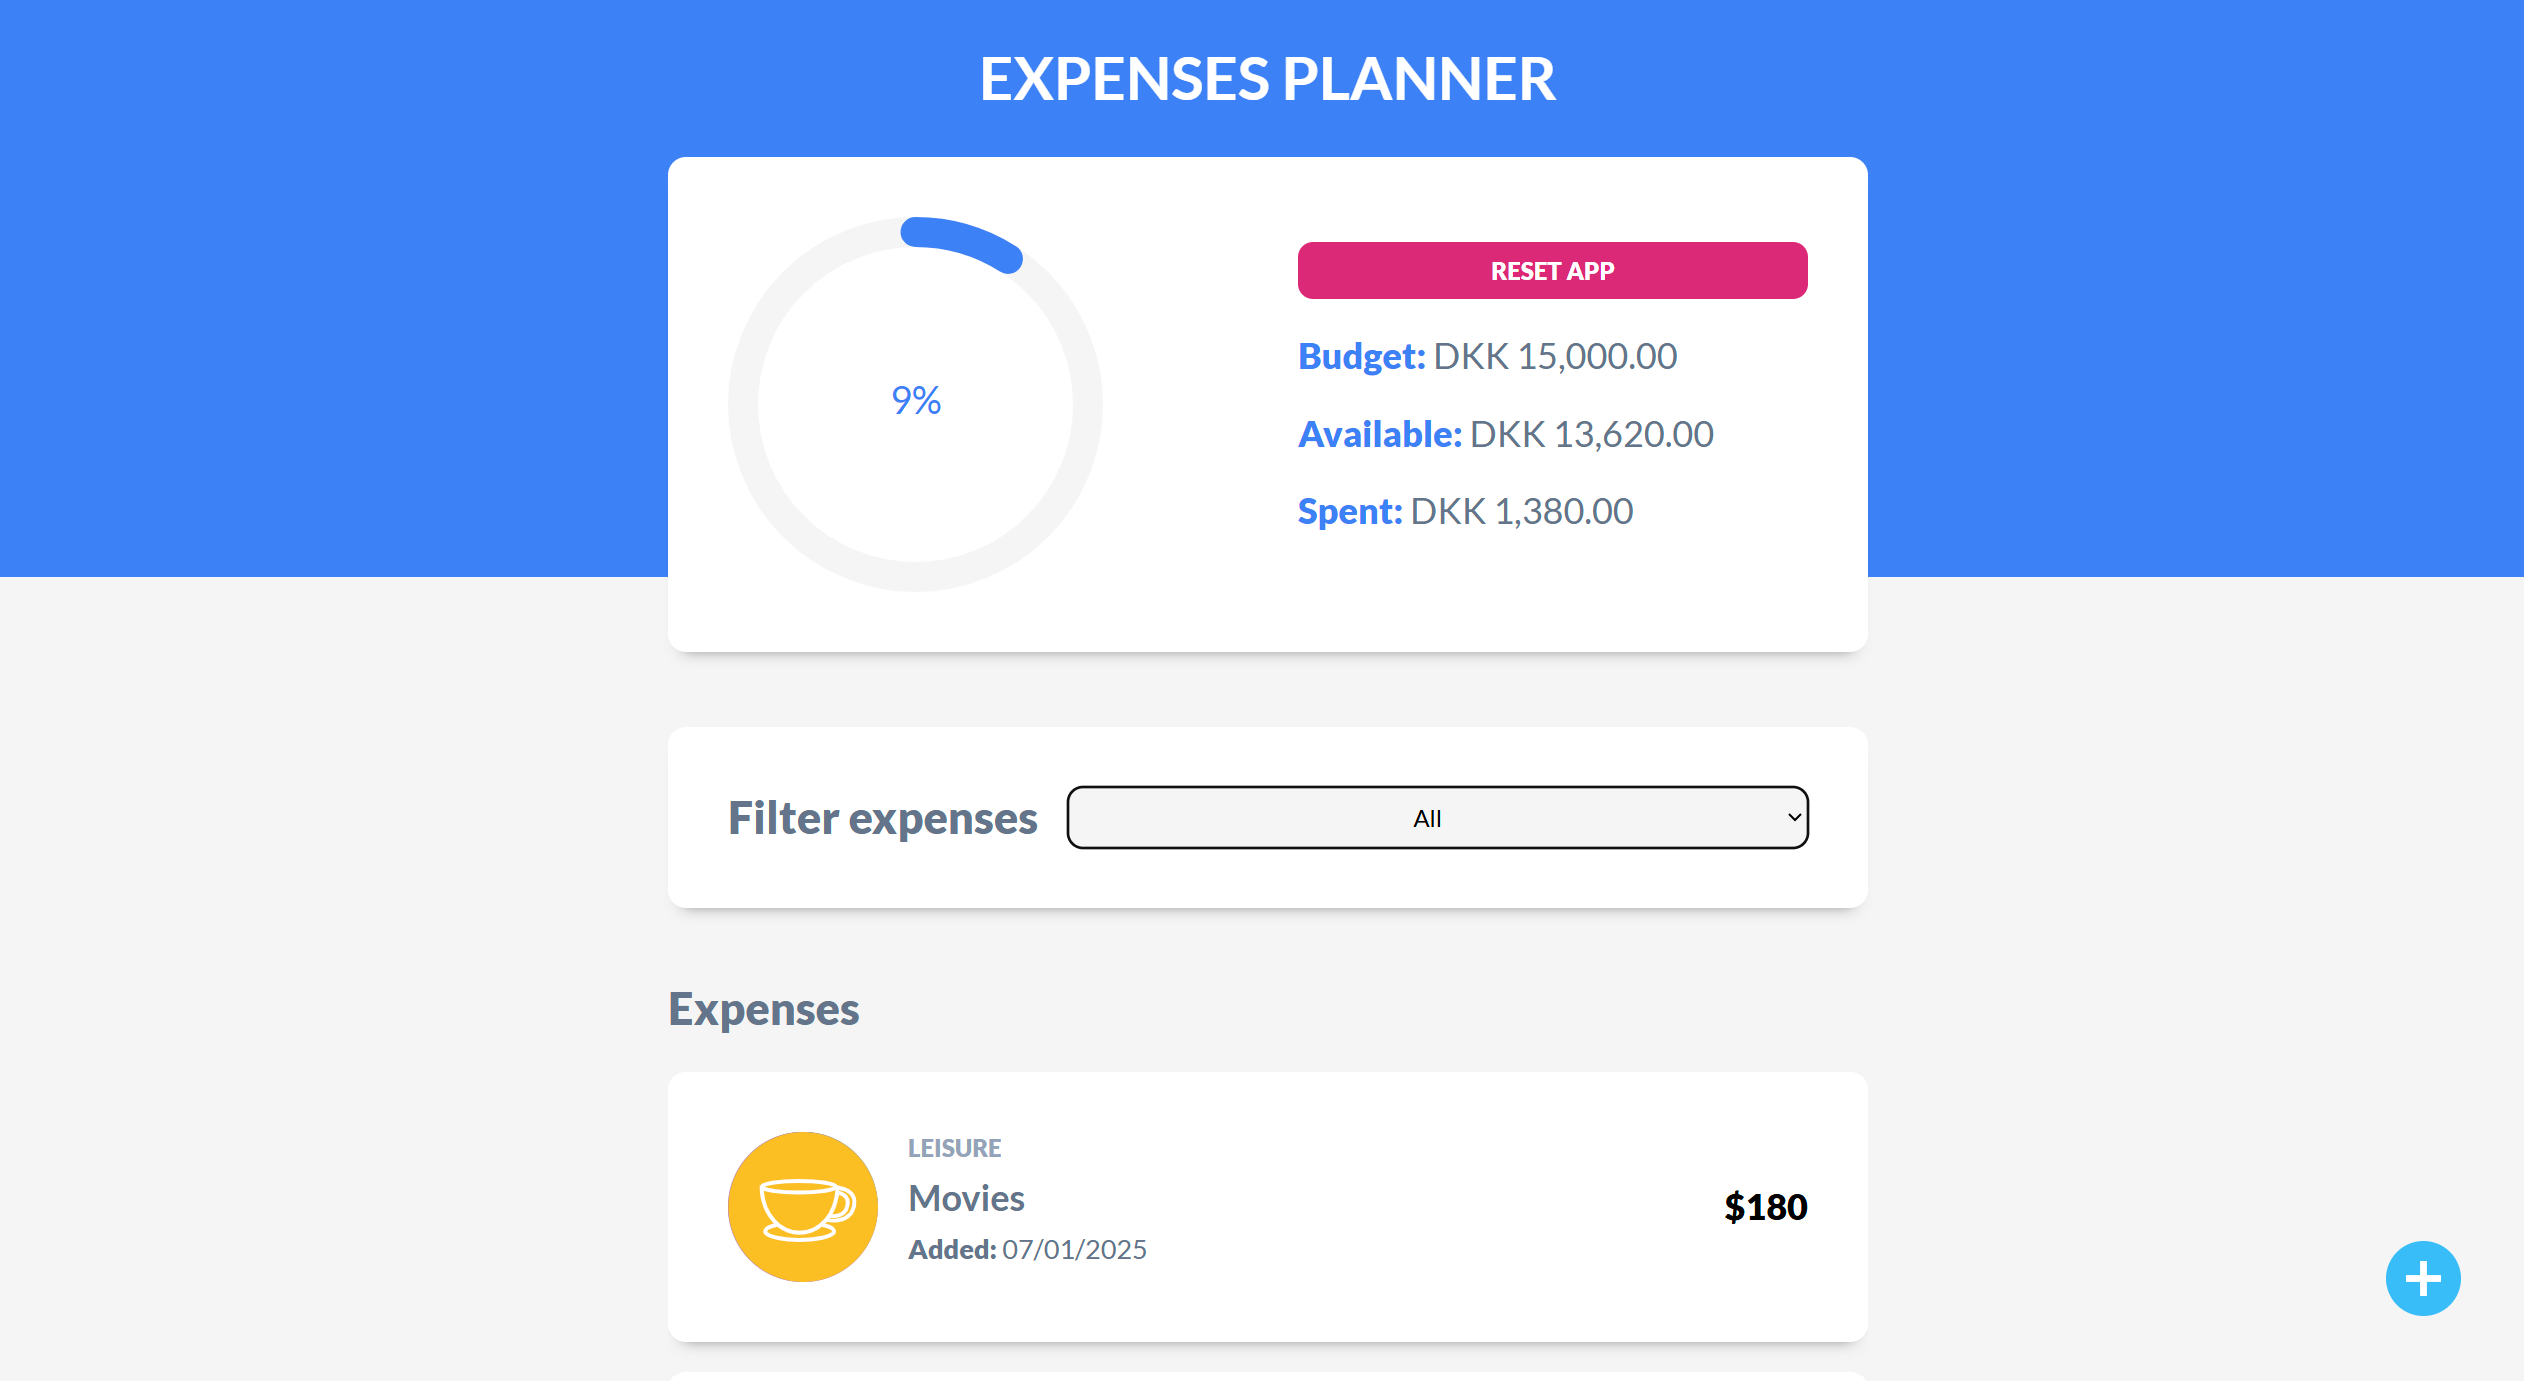 EXPENSES PLANNER
9%
RESET APP
Budget: DKK 15,000.00
Available: DKK 13,620.00
Spent: DKK 1,380.00
Filter expenses
All
Expenses
LEISURE
Movies
Added: 07/01/2025
$180